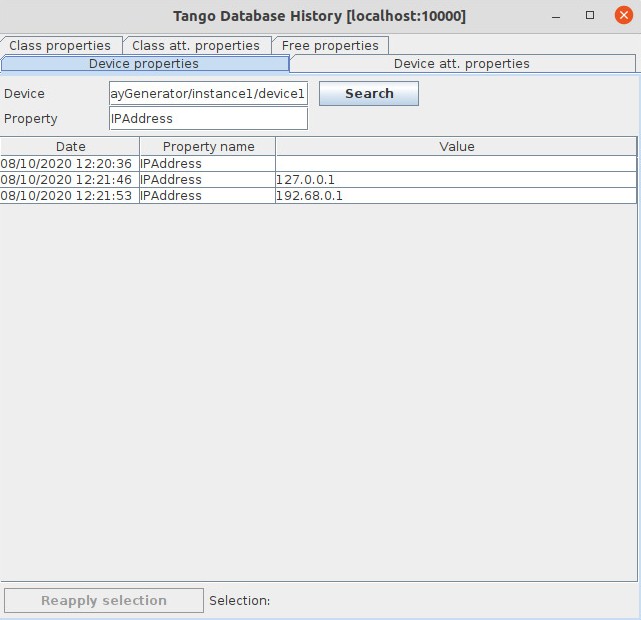 Tango Database History [localhost:10000]
Class properties Class att. properties Free properties
Device properties Device att. properties
Device ayGenerator/instance1/device1 Search
Property IPAddress
Date Property name Value
08/10/2020 12:20:36 IPAddress
08/10/2020 12:21:46 IPAddress 127.0.0.1
08/10/2020 12:21:53 IPAddress 192.68.0.1
Reapply selection Selection: